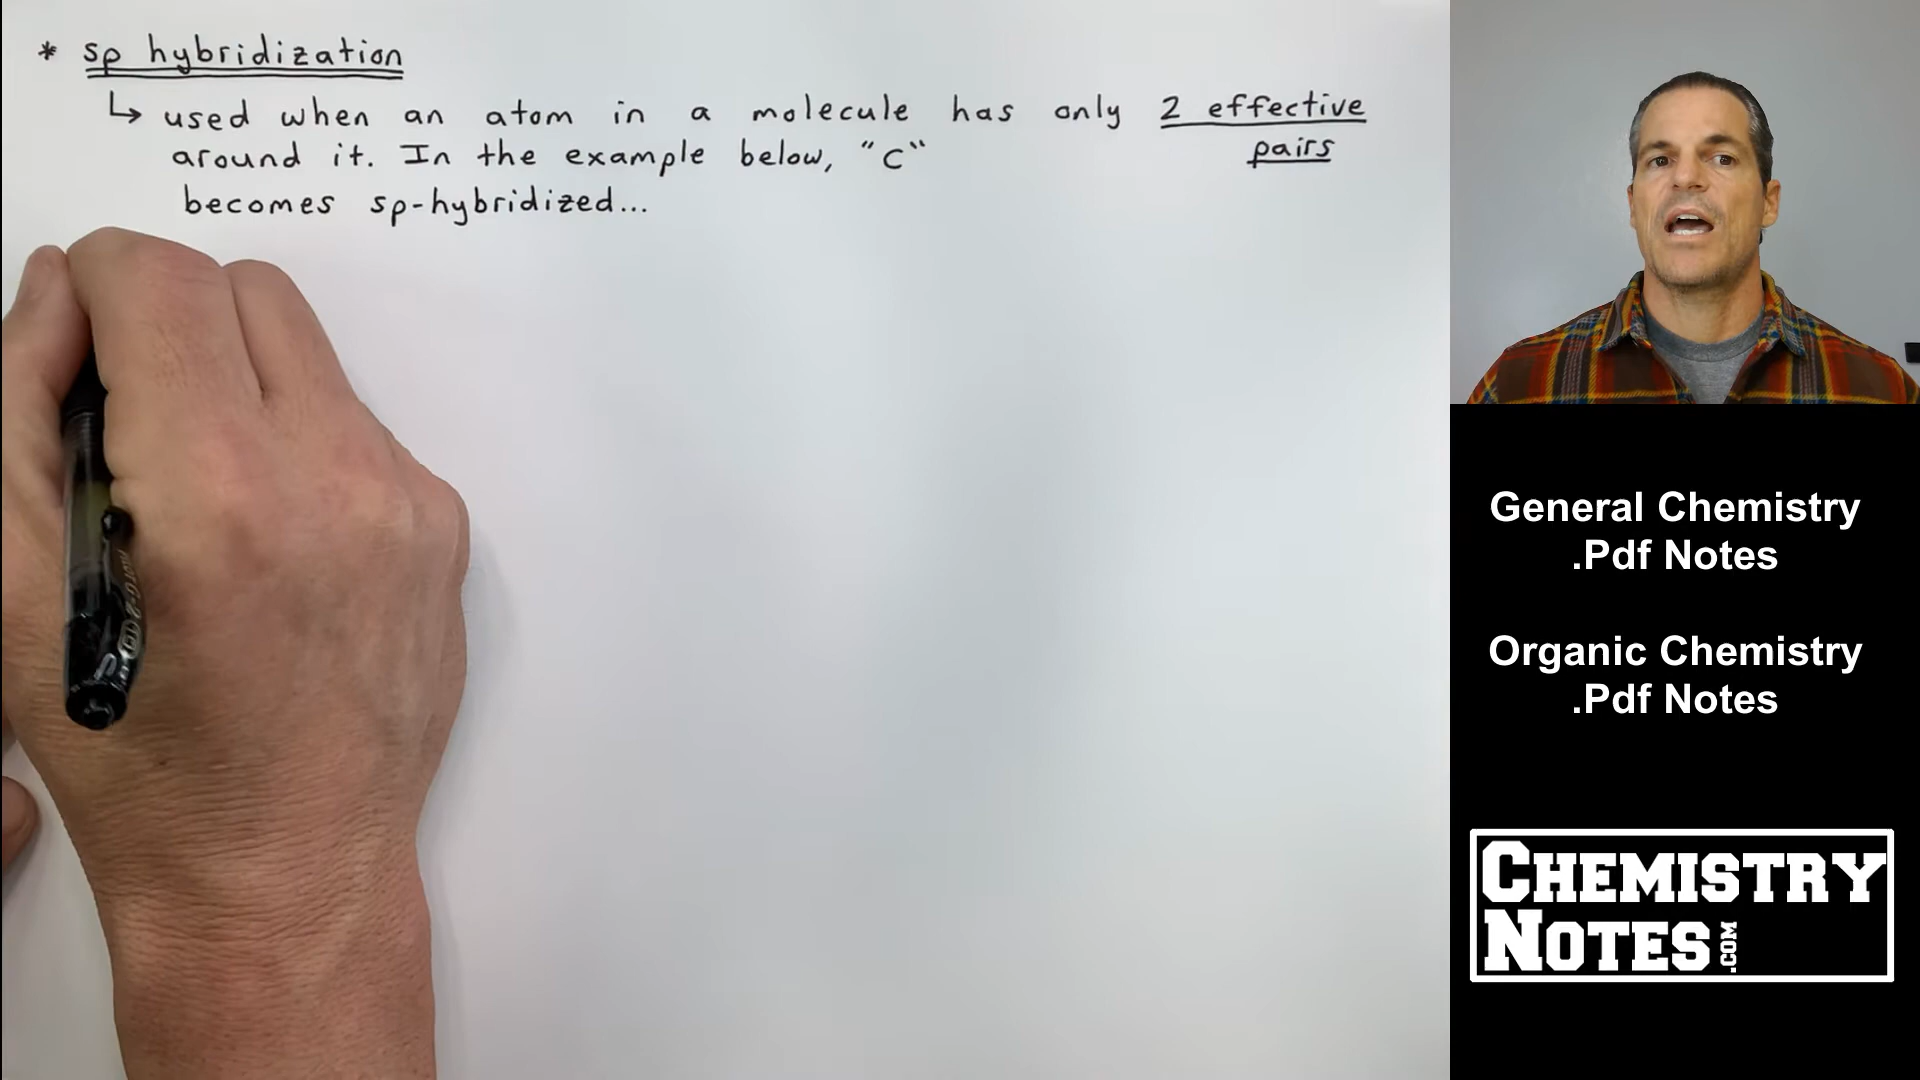 * sp hybridization
↳ used when an atom in a molecule has only 2 effective
pairs
around it. In the example below, "C"
becomes sp-hybridized...
General Chemistry
.Pdf Notes
Organic Chemistry
.Pdf Notes
CHEMISTRY
NOTES.COM